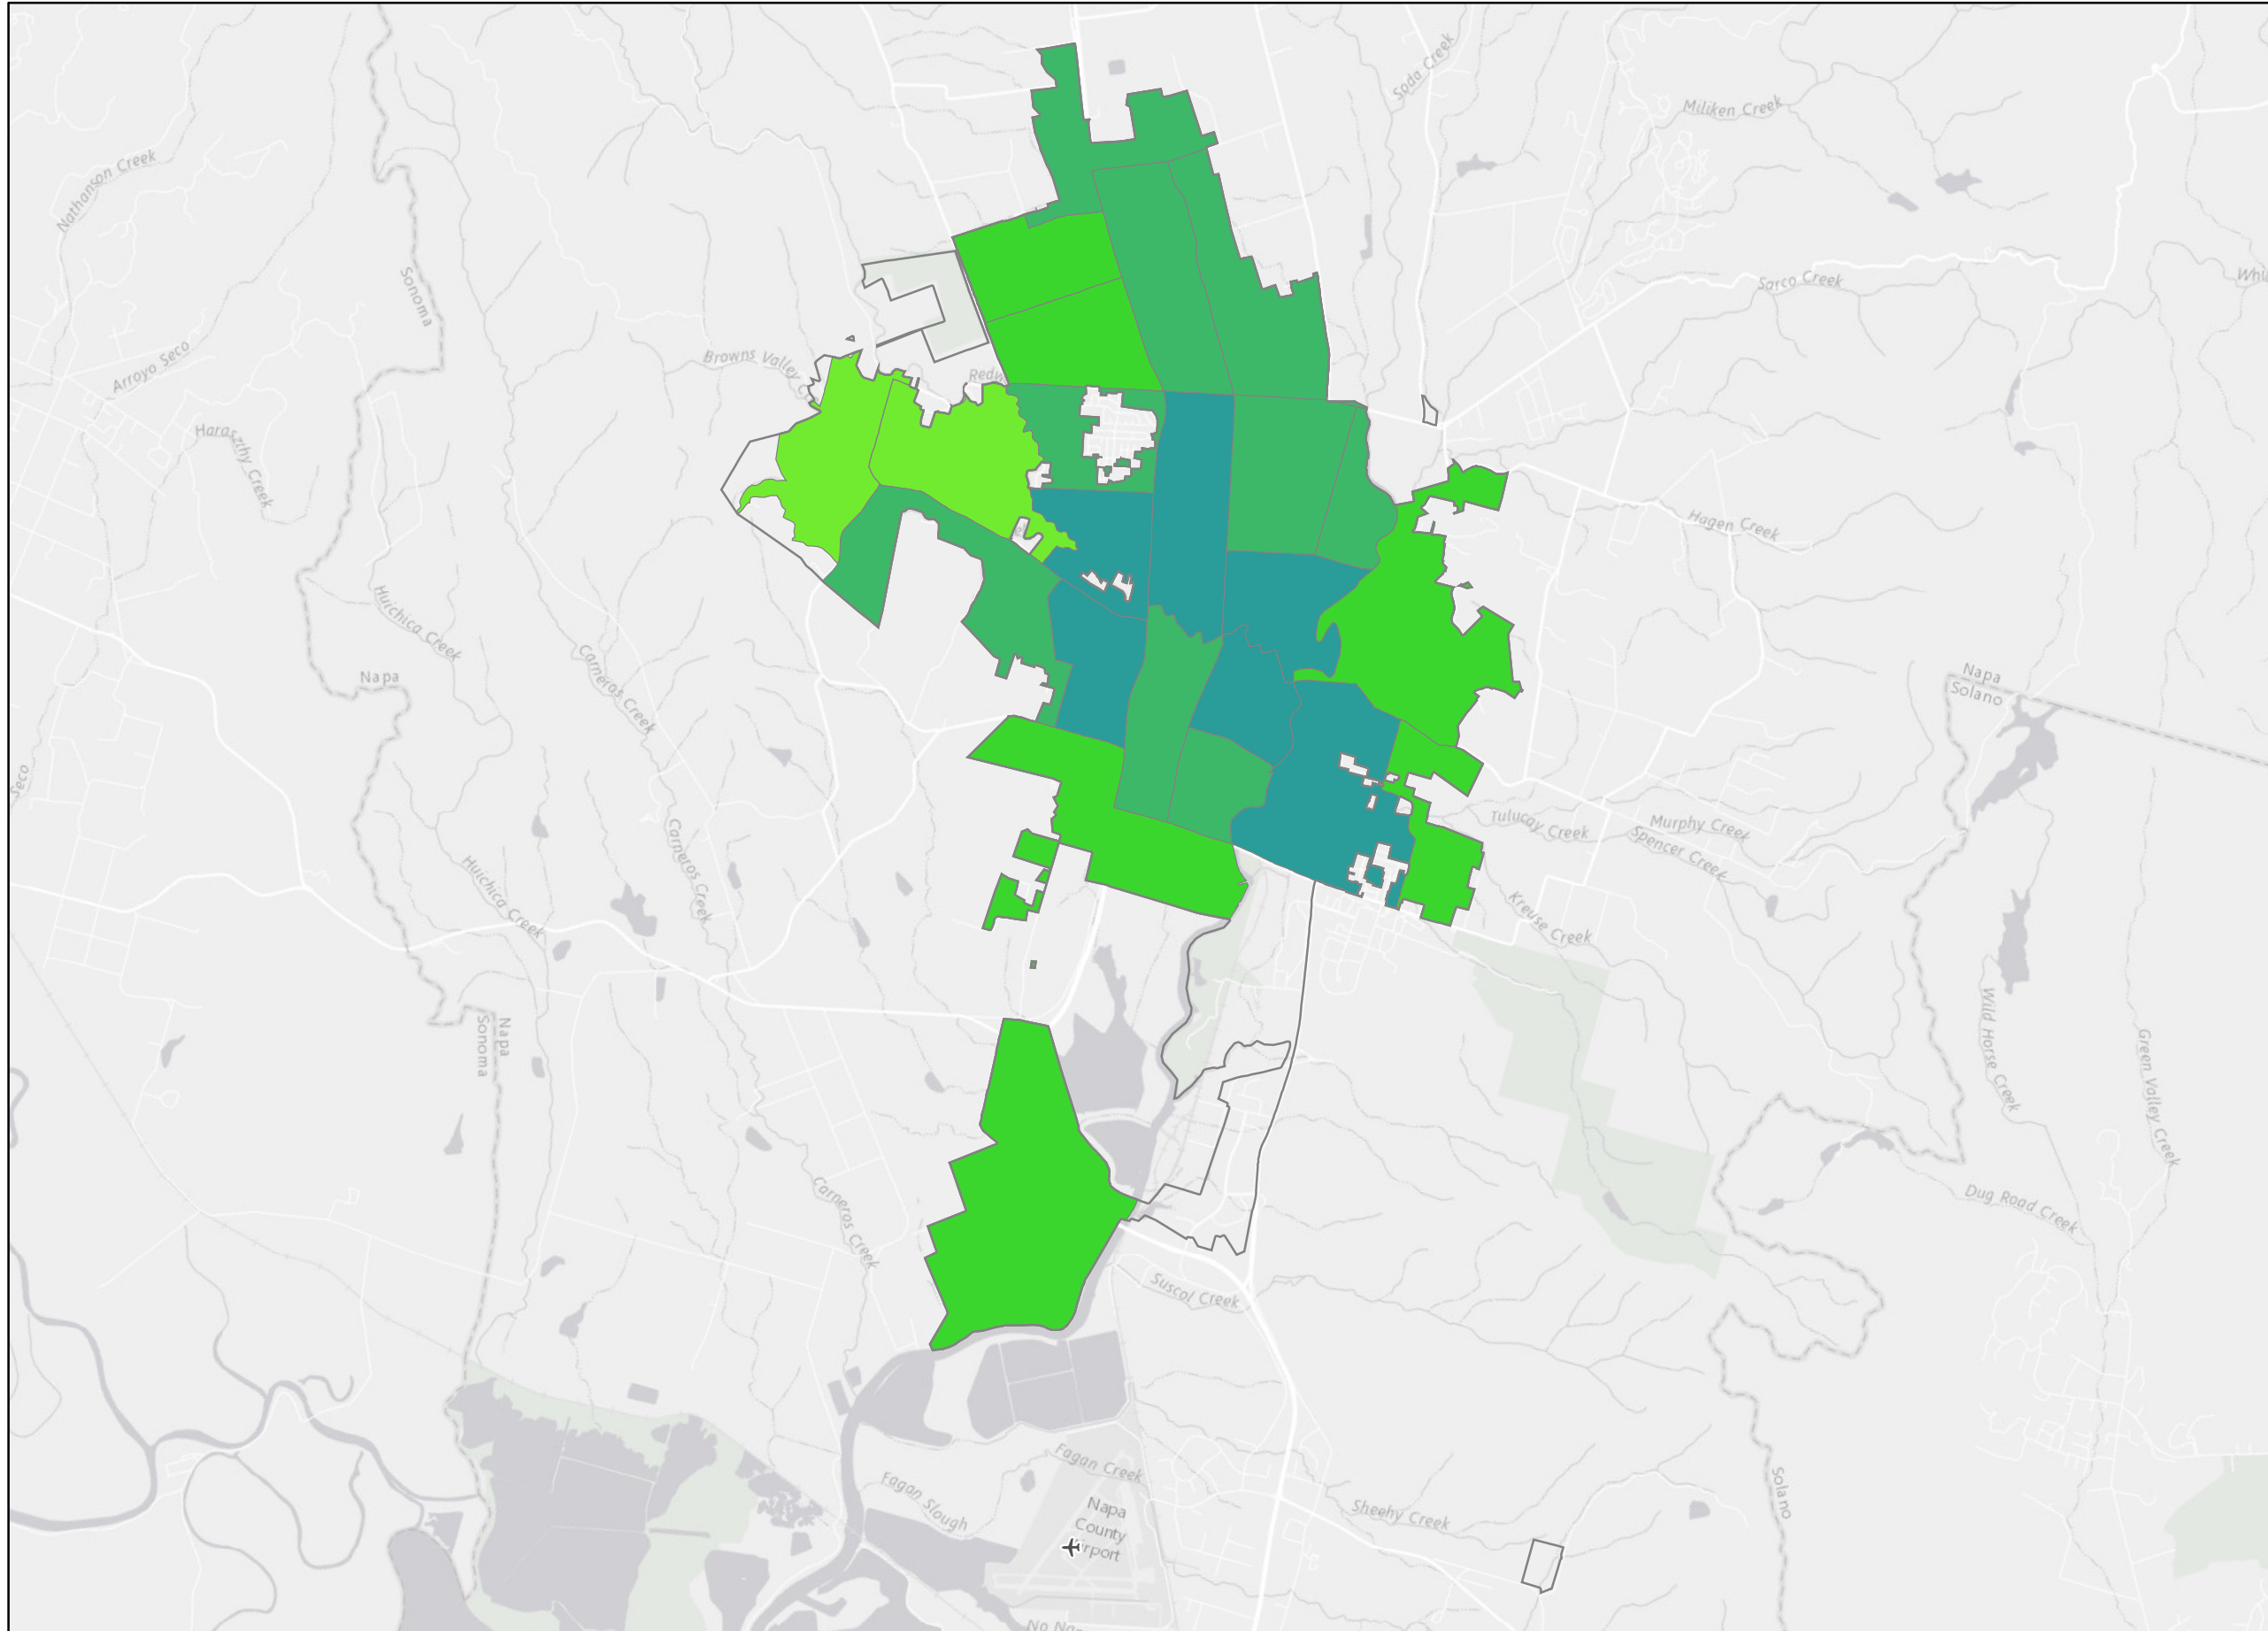 Soda Creek
Miliken Creek
Nathanson Creek
Sonoma
Sarco Creek
Arroyo Seco
Browns Valley
Haraszthy Creek
Hagen Creek
Huichica Creek
Carneros Creek
Napa
Napa
Solano
Seco
Tulucay Creek
Murphy Creek
Spencer Creek
Carneros Creek
Huichica Creek
Kreuse Creek
Napa
Sonoma
Wild Horse Creek
Green Valley Creek
Carneros Creek
Dug Road Creek
Suscol Creek
Fagan Creek
Fagan Slough
Napa
County
Airport
Sheehy Creek
Solano